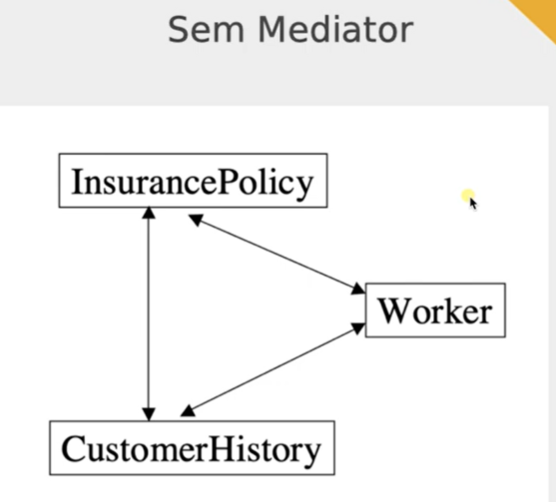 Sem Mediator
InsurancePolicy
Worker
CustomerHistory